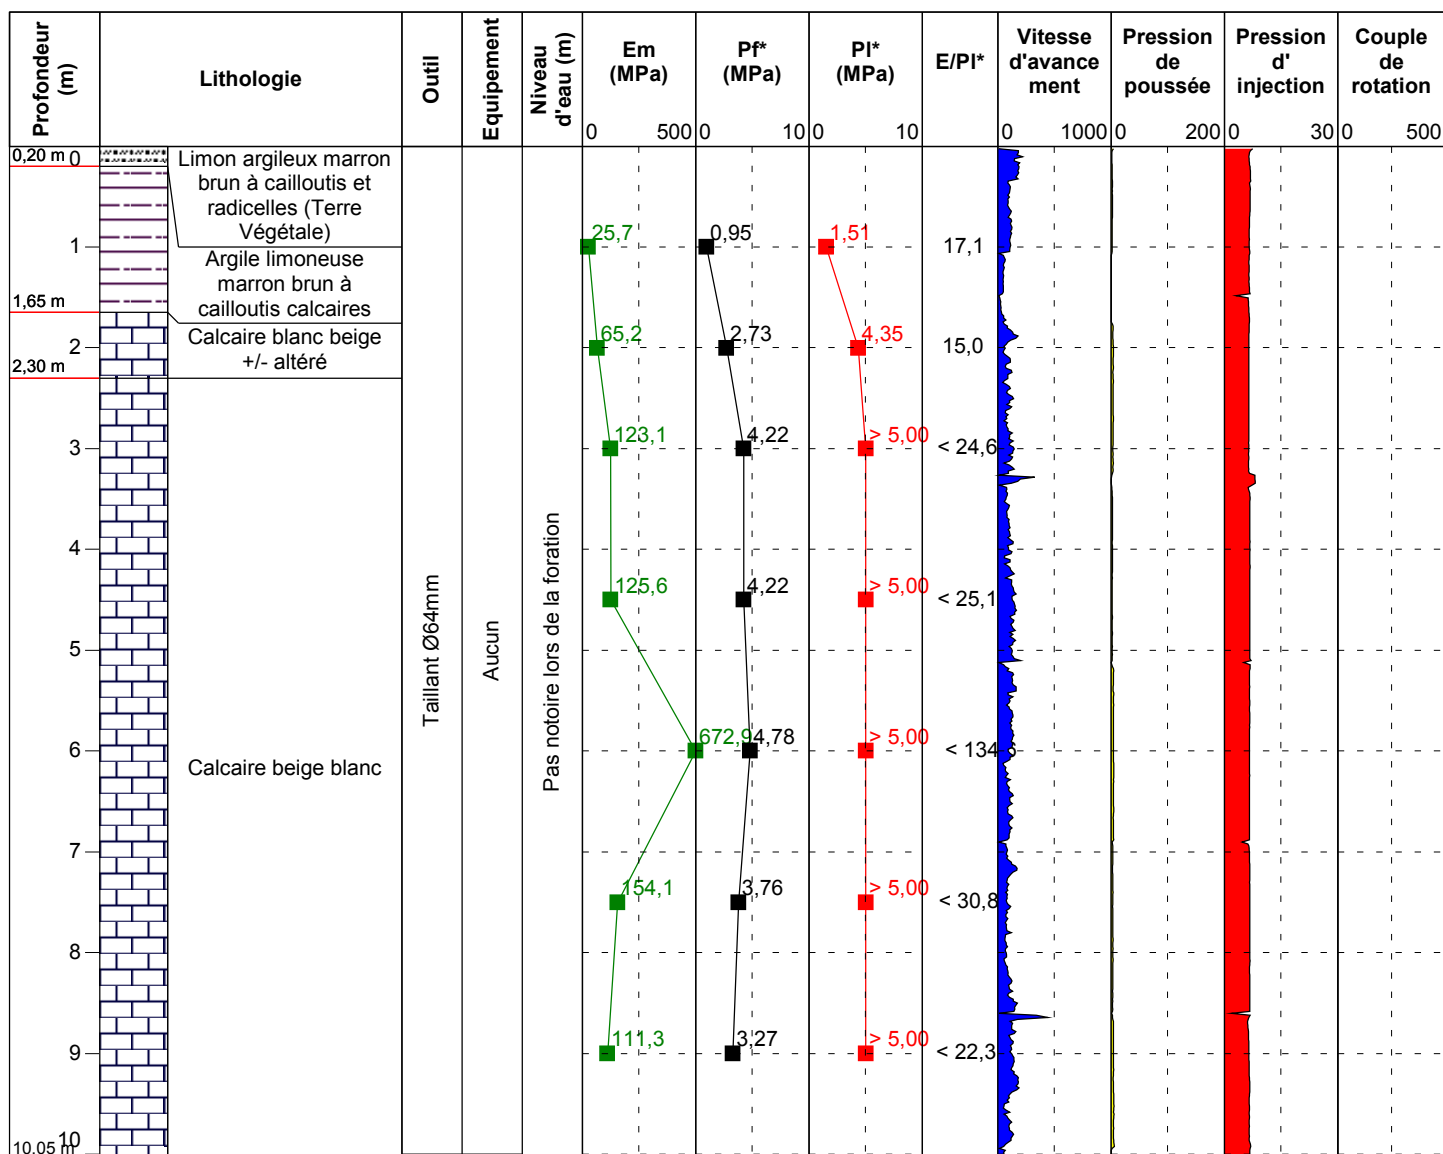 Profondeur
(m)
Lithologie
Outil
Equipement
Niveau
d'eau (m)
Em
(MPa)
0 500
Pf*
(MPa)
0 10
Pl*
(MPa)
0 10
E/Pl*
Vitesse
d'avance
ment
0 1000
Pression
de
poussée
0 200
Pression
d'
injection
0 30
Couple
de
rotation
0 500
0,20 m
0
Limon argileux marron
brun à cailloutis et
radicelles (Terre
Végétale)
1
25,7
0,95
1,51
17,1
Argile limoneuse
marron brun à
cailloutis calcaires
1,65 m
Calcaire blanc beige
+/- altéré
2
65,2
2,73
4,35
15,0
2,30 m
3
123,1
4,22
> 5,00
< 24,6
4
125,6
4,22
> 5,00
< 25,1
5
Taillant Ø64mm
Aucun
Pas notoire lors de la foration
6
672,9
4,78
> 5,00
< 134
Calcaire beige blanc
7
154,1
3,76
> 5,00
< 30,8
8
9
111,3
3,27
> 5,00
< 22,3
10
10,05 m